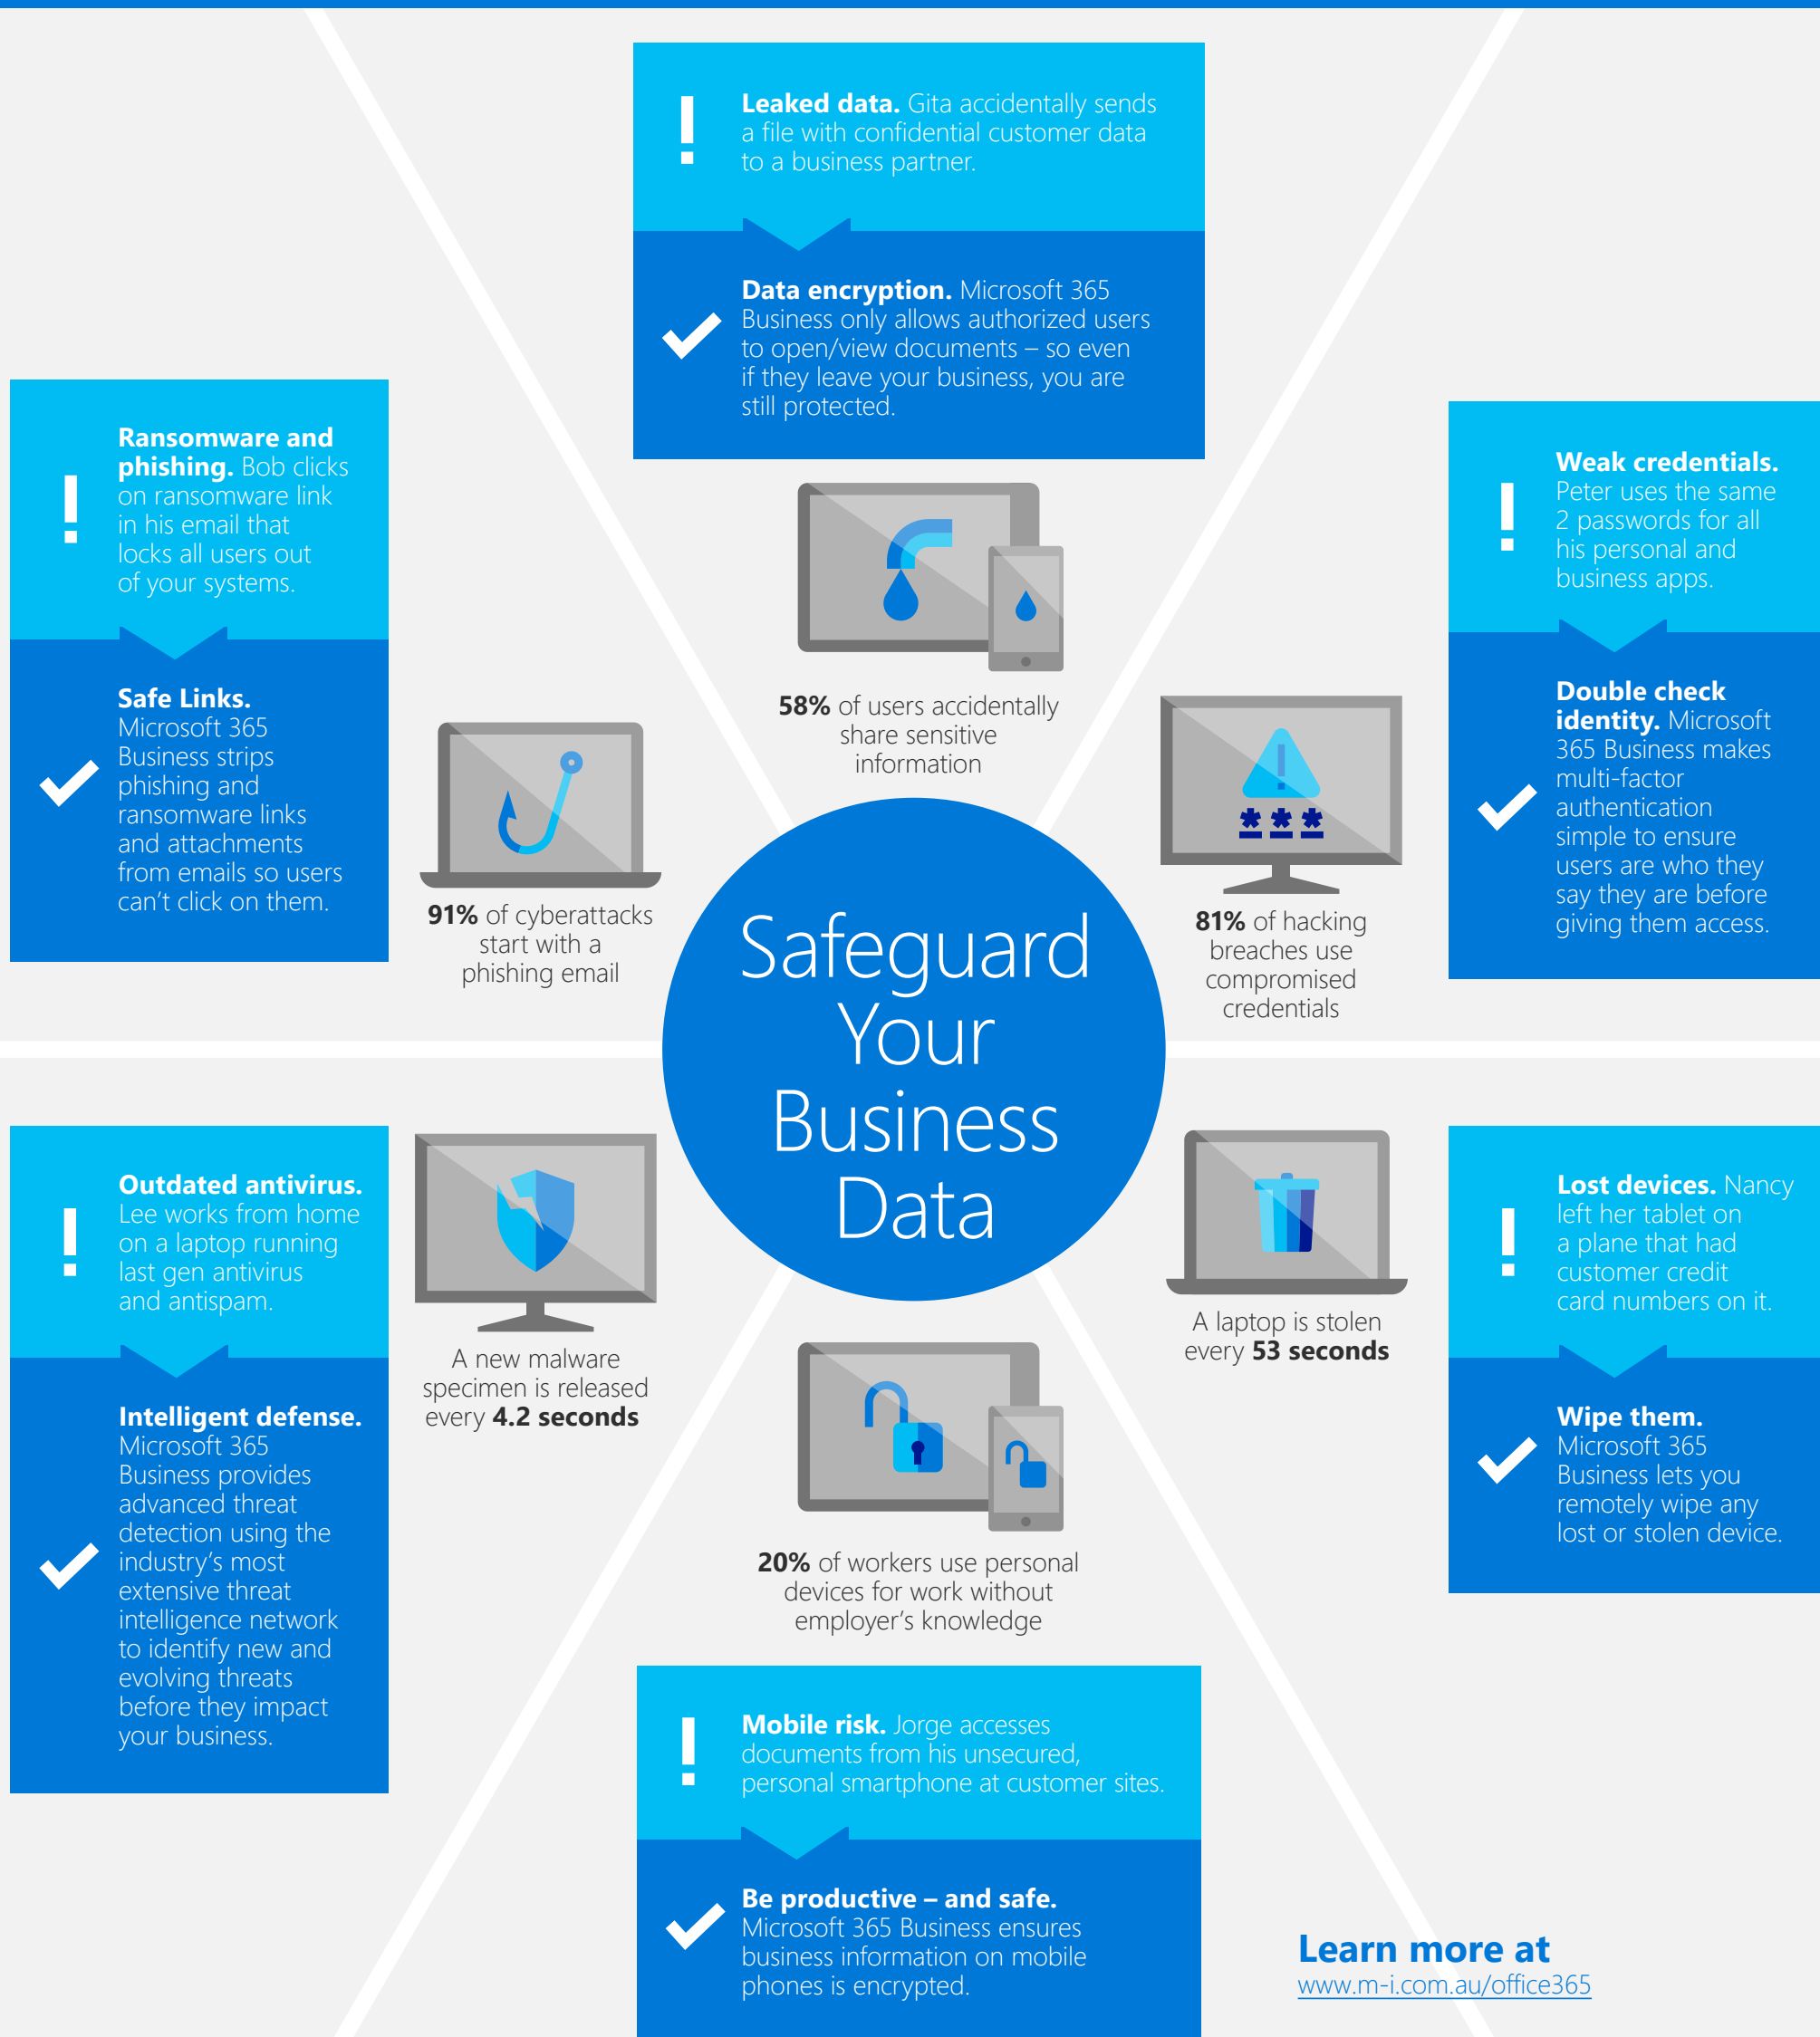 Leaked data. Gita accidentally sends
a file with confidential customer data
to a business partner.
Data encryption. Microsoft 365
Business only allows authorized users
to open/view documents – so even
if they leave your business, you are
still protected.
58% of users accidentally
share sensitive
information
Ransomware and
phishing. Bob clicks
on ransomware link
in his email that
locks all users out
of your systems.
Safe Links.
Microsoft 365
Business strips
phishing and
ransomware links
and attachments
from emails so users
can't click on them.
91% of cyberattacks
start with a
phishing email
Weak credentials.
Peter uses the same
2 passwords for all
his personal and
business apps.
Double check
identity. Microsoft
365 Business makes
multi-factor
authentication
simple to ensure
users are who they
say they are before
giving them access.
81% of hacking
breaches use
compromised
credentials
Safeguard
Your
Business
Data
Outdated antivirus.
Lee works from home
on a laptop running
last gen antivirus
and antispam.
Intelligent defense.
Microsoft 365
Business provides
advanced threat
detection using the
industry's most
extensive threat
intelligence network
to identify new and
evolving threats
before they impact
your business.
A new malware
specimen is released
every 4.2 seconds
A laptop is stolen
every 53 seconds
Lost devices. Nancy
left her tablet on
a plane that had
customer credit
card numbers on it.
Wipe them.
Microsoft 365
Business lets you
remotely wipe any
lost or stolen device.
20% of workers use personal
devices for work without
employer's knowledge
Mobile risk. Jorge accesses
documents from his unsecured,
personal smartphone at customer sites.
Be productive – and safe.
Microsoft 365 Business ensures
business information on mobile
phones is encrypted.
Learn more at
www.m-i.com.au/office365